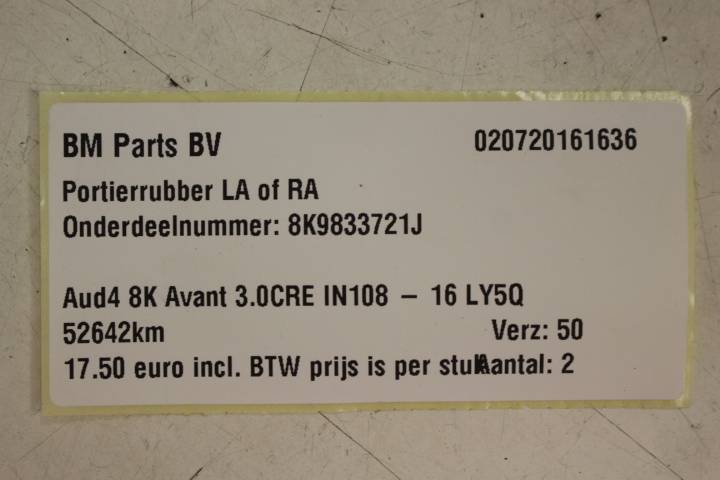 BM Parts BV 020720161636
Portierrubber LA of RA
Onderdeelnummer: 8K9833721J
Aud4 8K Avant 3.0CRE IN108 – 16 LY5Q
52642km Verz: 50
17.50 euro incl. BTW prijs is per stuk Aantal: 2